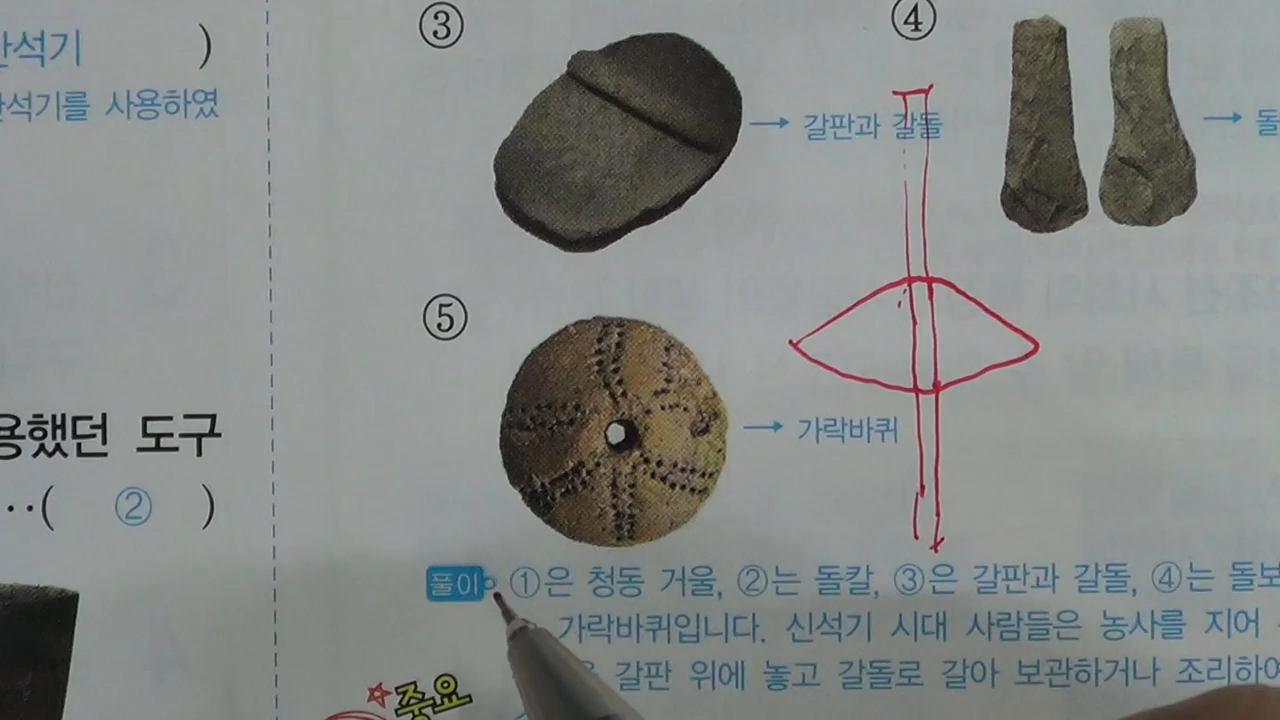 석기 )
석기를 사용하였
했던 도구
··( ② )
③
→ 갈판과 갈돌
④
→ 돌
⑤
→ 가락바퀴
풀이 ①은 청동 거울, ②는 돌칼, ③은 갈판과 갈돌, ④는 돌보
가락바퀴입니다. 신석기 시대 사람들은 농사를 지어
갈판 위에 놓고 갈돌로 갈아 보관하거나 조리하여
중요